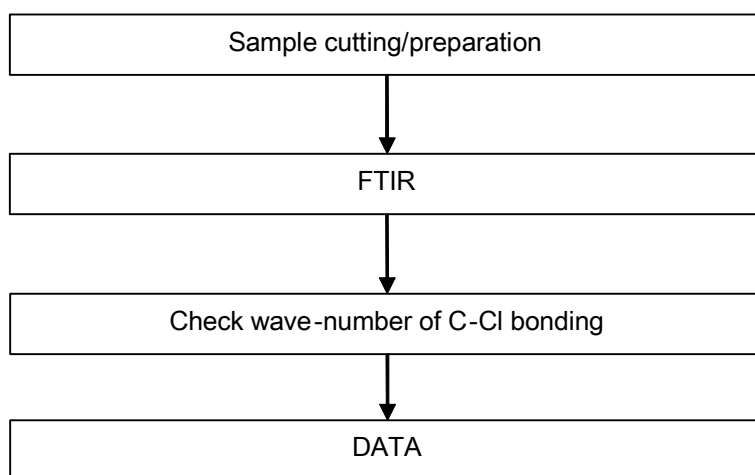 Sample cutting/preparation
FTIR
Check wave-number of C-Cl bonding
DATA